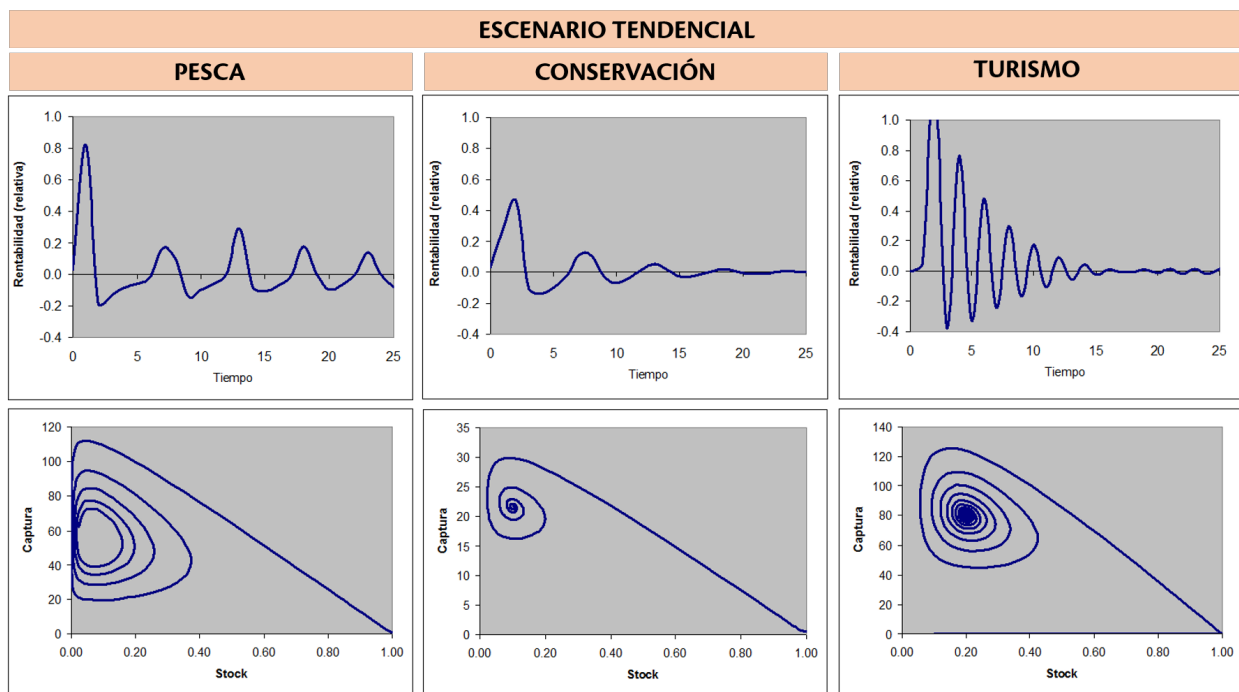 ESCENARIO TENDENCIAL
PESCA
CONSERVACIÓN
TURISMO
Rentabilidad (relativa)
1.0
0.8
0.6
0.4
0.2
0.0
-0.2
-0.4
0 5 10 15 20 25
Tiempo
Rentabilidad (relativa)
1.0
0.8
0.6
0.4
0.2
0.0
-0.2
-0.4
0 5 10 15 20 25
Tiempo
Rentabilidad (relativa)
1.0
0.8
0.6
0.4
0.2
0.0
-0.2
-0.4
0 5 10 15 20 25
Tiempo
Captura
120
100
80
60
40
20
0
0.00 0.20 0.40 0.60 0.80 1.00
Stock
Captura
35
30
25
20
15
10
5
0
0.00 0.20 0.40 0.60 0.80 1.00
Stock
Captura
140
120
100
80
60
40
20
0
0.00 0.20 0.40 0.60 0.80 1.00
Stock